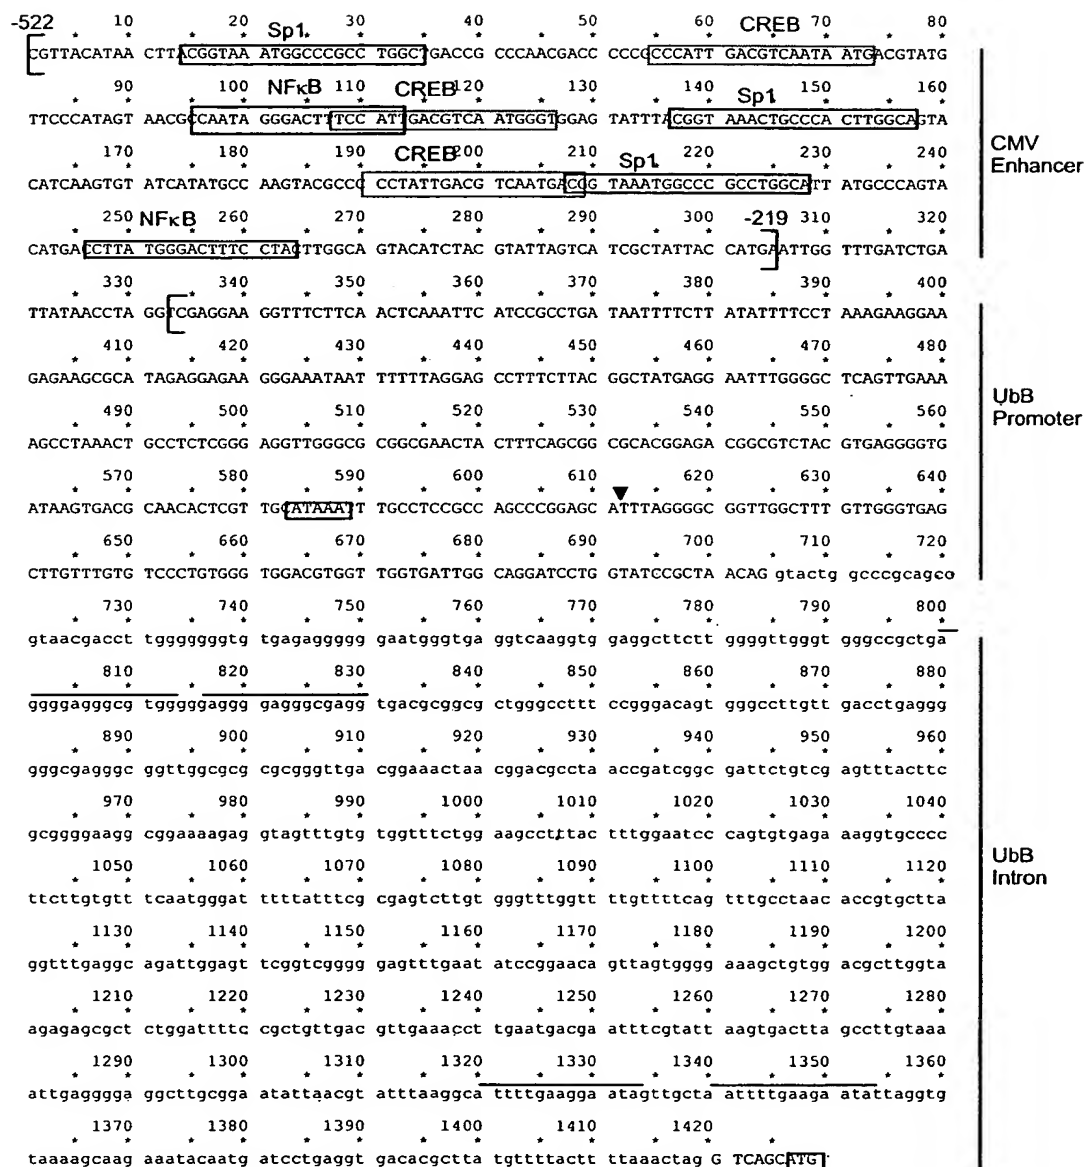 -522 10 20 Sp1 30 40 50 60 CREB 70 80
CGTTACATAA CTTACGGTAA ATGGCCCGCC TGGCTGACCG CCCAACGACC CCCGCCCATT GACGTCAATA ATGACGTATG
90 100 NFκB 110 CREB 120 130 140 Sp1 150 160
TTCCCATAGT AACGCCAATA GGGACTTTCC ATTGACGTCA ATGGGTGGAG TATTTACGGT AAACTGCCCA CTTGGCAGTA
CMV
Enhancer
170 180 190 CREB 200 210 Sp1 220 230 240
CATCAAGTGT ATCATATGCC AAGTACGCCC CCTATTGACG TCAATGACGG TAAATGGCCC GCCTGGCATT ATGCCCAGTA
250 NFκB 260 270 280 290 300 -219 310 320
CATGACCTTA TGGGACTTTC CTACTTGGCA GTACATCTAC GTATTAGTCA TCGCTATTAC CATGAATTGG TTTGATCTGA
330 340 350 360 370 380 390 400
TTATAACCTAG GTCGAGGAAG GTTTCTTCA ACTCAAATTC ATCCGCCTGA TAATTTTCTT ATATTTTCCT AAAGAAGGAA
410 420 430 440 450 460 470 480
GAGAAGCGCA TAGAGGAGAA GGGAAATAAT TTTTTAGGAG CCTTTCTTAC GGCTATGAGG AATTTGGGGC TCAGTTGAAA
UbB
Promoter
490 500 510 520 530 540 550 560
AGCCTAAACT GCCTCTCGGG AGGTTGGGCG CGGCGAACTA CTTTCAGCGG CGCACGGAGA CGGCGTCTAC GTGAGGGGTG
570 580 590 600 610 620 630 640
ATAAGTGACG CAACACTCGT TGCATAAATT TGCCTCCGCC AGCCCGGAGC ATTTAGGGGC GGTTGGCTTT GTTGGGTGAG
650 660 670 680 690 700 710 720
CTTGTTTGTG TCCCTGTGGG TGGACGTGGT TGGTGATTGG CAGGATCCTG GTATCCGCTA ACAG gtactg gcccgcagcc
730 740 750 760 770 780 790 800
gtaacgacct tgggggggtg tgagaggggg gaatgggtga ggtcaaggtg gaggcttctt ggggttgggt gggccgctga
810 820 830 840 850 860 870 880
ggggagggcg tgggggaggg gagggcgagg tgacgcggcg ctgggccttt ccgggacagt gggccttgtt gacctgaggg
890 900 910 920 930 940 950 960
gggcgagggc ggttggcgcg cgcgggttga cggaaactaa cggacgccta accgatcggc gattctgtcg agtttacttc
970 980 990 1000 1010 1020 1030 1040
gcggggaagg cggaaaagag gtagtttgtg tggtttctgg aagcctttac tttggaatcc cagtgtgaga aaggtgcccc
1050 1060 1070 1080 1090 1100 1110 1120
ttcttgtgtt tcaatgggat ttttatttcg cgagtcttgt gggtttggtt ttgttttcag tttgcctaac accgtgctta
UbB
Intron
1130 1140 1150 1160 1170 1180 1190 1200
ggtttgaggc agattggagt tcggtcgggg gagtttgaat atccggaaca gttagtgggg aaagctgtgg acgcttggta
1210 1220 1230 1240 1250 1260 1270 1280
agagagcgct ctggattttc cgctgttgac gttgaaacct tgaatgacga atttcgtatt aagtgactta gccttgtaaa
1290 1300 1310 1320 1330 1340 1350 1360
attgagggga ggcttgcgga atattaacgt atttaaggca ttttgaagga atagttgcta attttgaaga atattaggtg
1370 1380 1390 1400 1410 1420
taaaagcaag aaatacaatg atcctgaggt gacacgctta tgttttactt ttaaactag G TCAGCATG